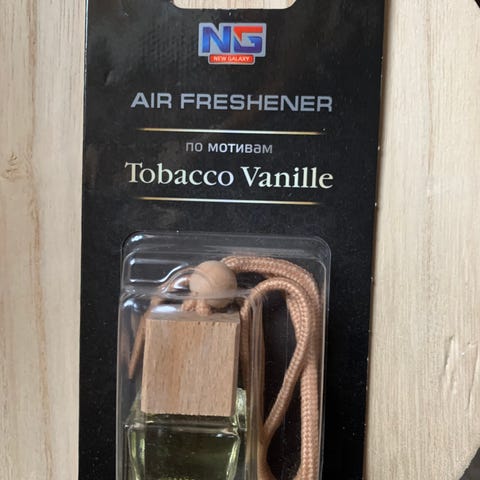 NG
NEW GALAXY
AIR FRESHENER
по мотивам
Tobacco Vanille